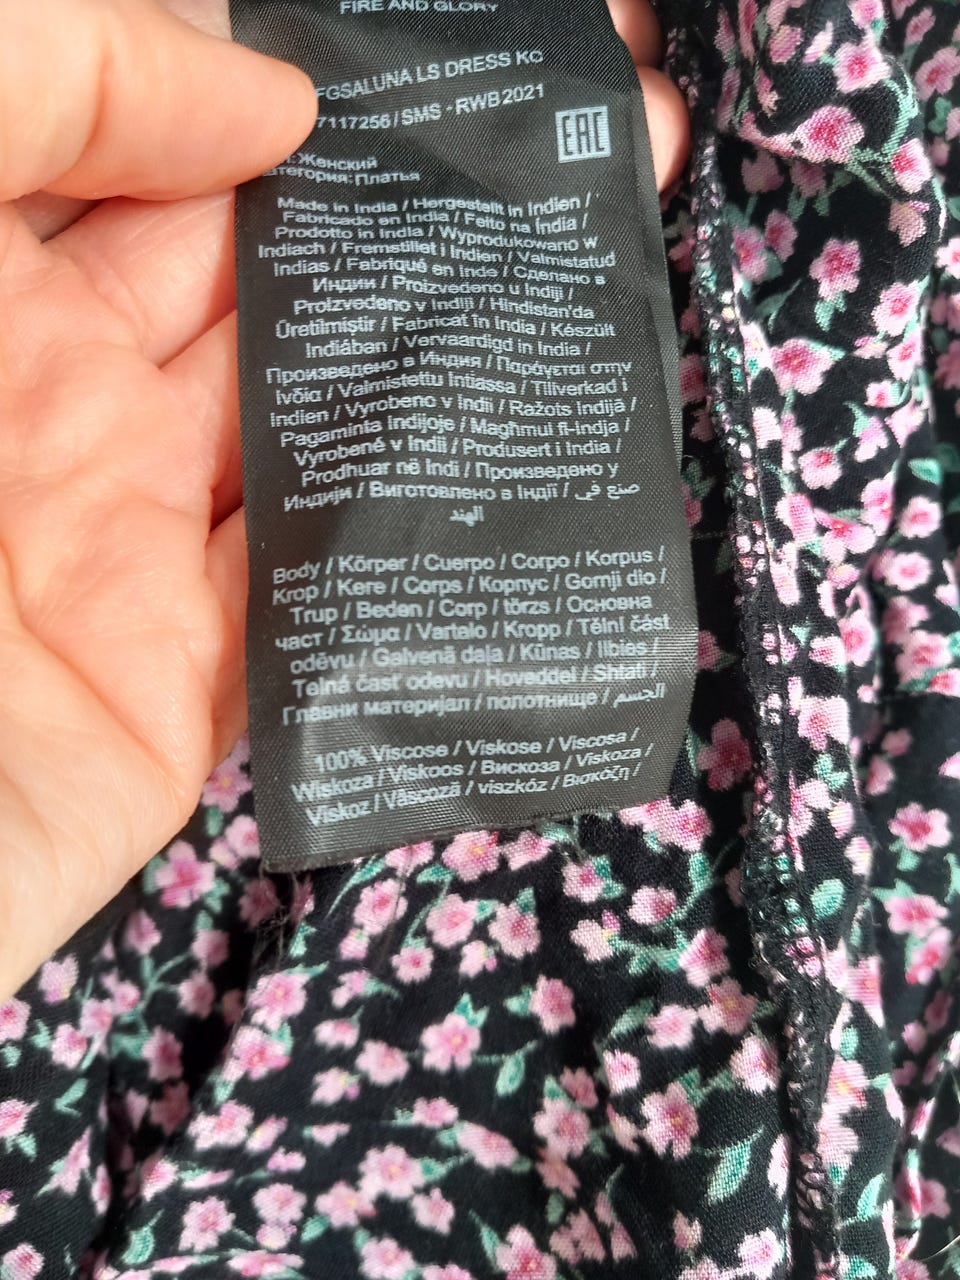 FIRE AND GLORY
FGSALUNA LS DRESS KC
7117256 / SMS - RWB 2021
EAC
Женский
атегория: Платья
Made in India / Hergestellt in Indien /
Fabricado en India / Feito na India /
Prodotto in India / Wyprodukowano w
Indiach / Fremstillet i Indien / Valmistatud
Indias / Fabriqué en Inde / Сделано в
Индии / Proizvedeno u Indiji /
Proizvedeno v Indiji / Hindistan'da
Üretilmiştir / Fabricat în India / Készült
Indiában / Vervaardigd in India /
Произведено в Индия / Παράγεται στην
Ινδία / Valmistettu Intiassa / Tillverkad i
Indien / Vyrobeno v Indii / Ražots Indijā /
Pagaminta Indijoje / Magħmul fl-Indja /
Vyrobené v Indii / Produsert i India /
Prodhuar në Indi / Произведено у
Индији / Виготовлено в Індії / صنع في
الهند
Body / Körper / Cuerpo / Corpo / Korpus /
Krop / Kere / Corps / Корпус / Gornji dio /
Trup / Beden / Corp / törzs / Основна
част / Σώμα / Vartalo / Kropp / Tělní část
oděvu / Galvenā daļa / Kūnas / Ilbies /
Telná časť odevu / Hoveddel / Shtati /
Главни материјал / полотнище / الجسم
100% Viscose / Viskose / Viscosa /
Wiskoza / Viskoos / Вискоза / Viskoza /
Viskoz / Vâscoză / viszkóz / Βισκόζη /